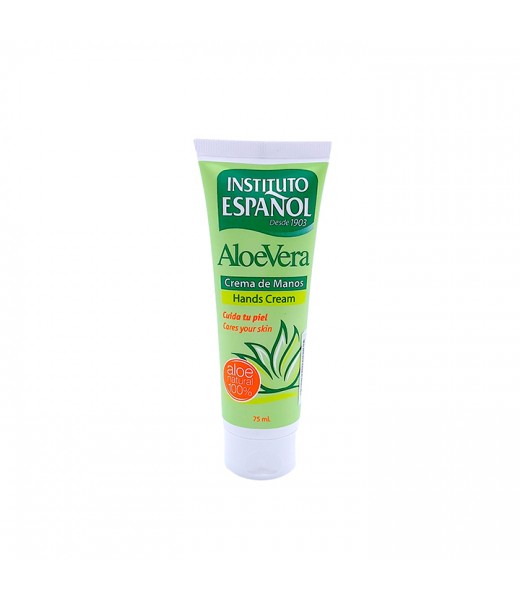 INSTITUTO
ESPAÑOL
Desde 1903
AloeVera
Crema de Manos
Hands Cream
Cuida tu piel
Cares your skin
aloe
natural
100%
75 mL